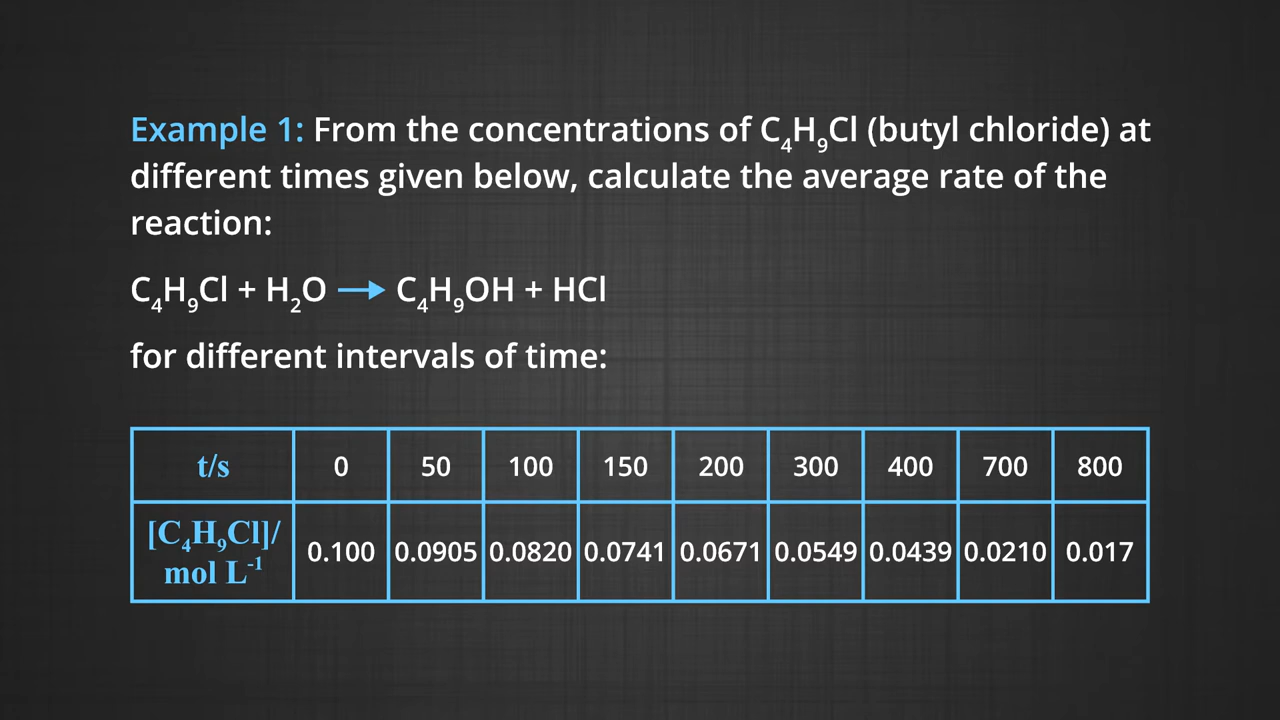 Example 1: From the concentrations of C₄H₉Cl (butyl chloride) at
different times given below, calculate the average rate of the
reaction:
C₄H₉Cl + H₂O → C₄H₉OH + HCl
for different intervals of time:
t/s 0 50 100 150 200 300 400 700 800
[C₄H₉Cl]/
mol L⁻¹ 0.100 0.0905 0.0820 0.0741 0.0671 0.0549 0.0439 0.0210 0.017